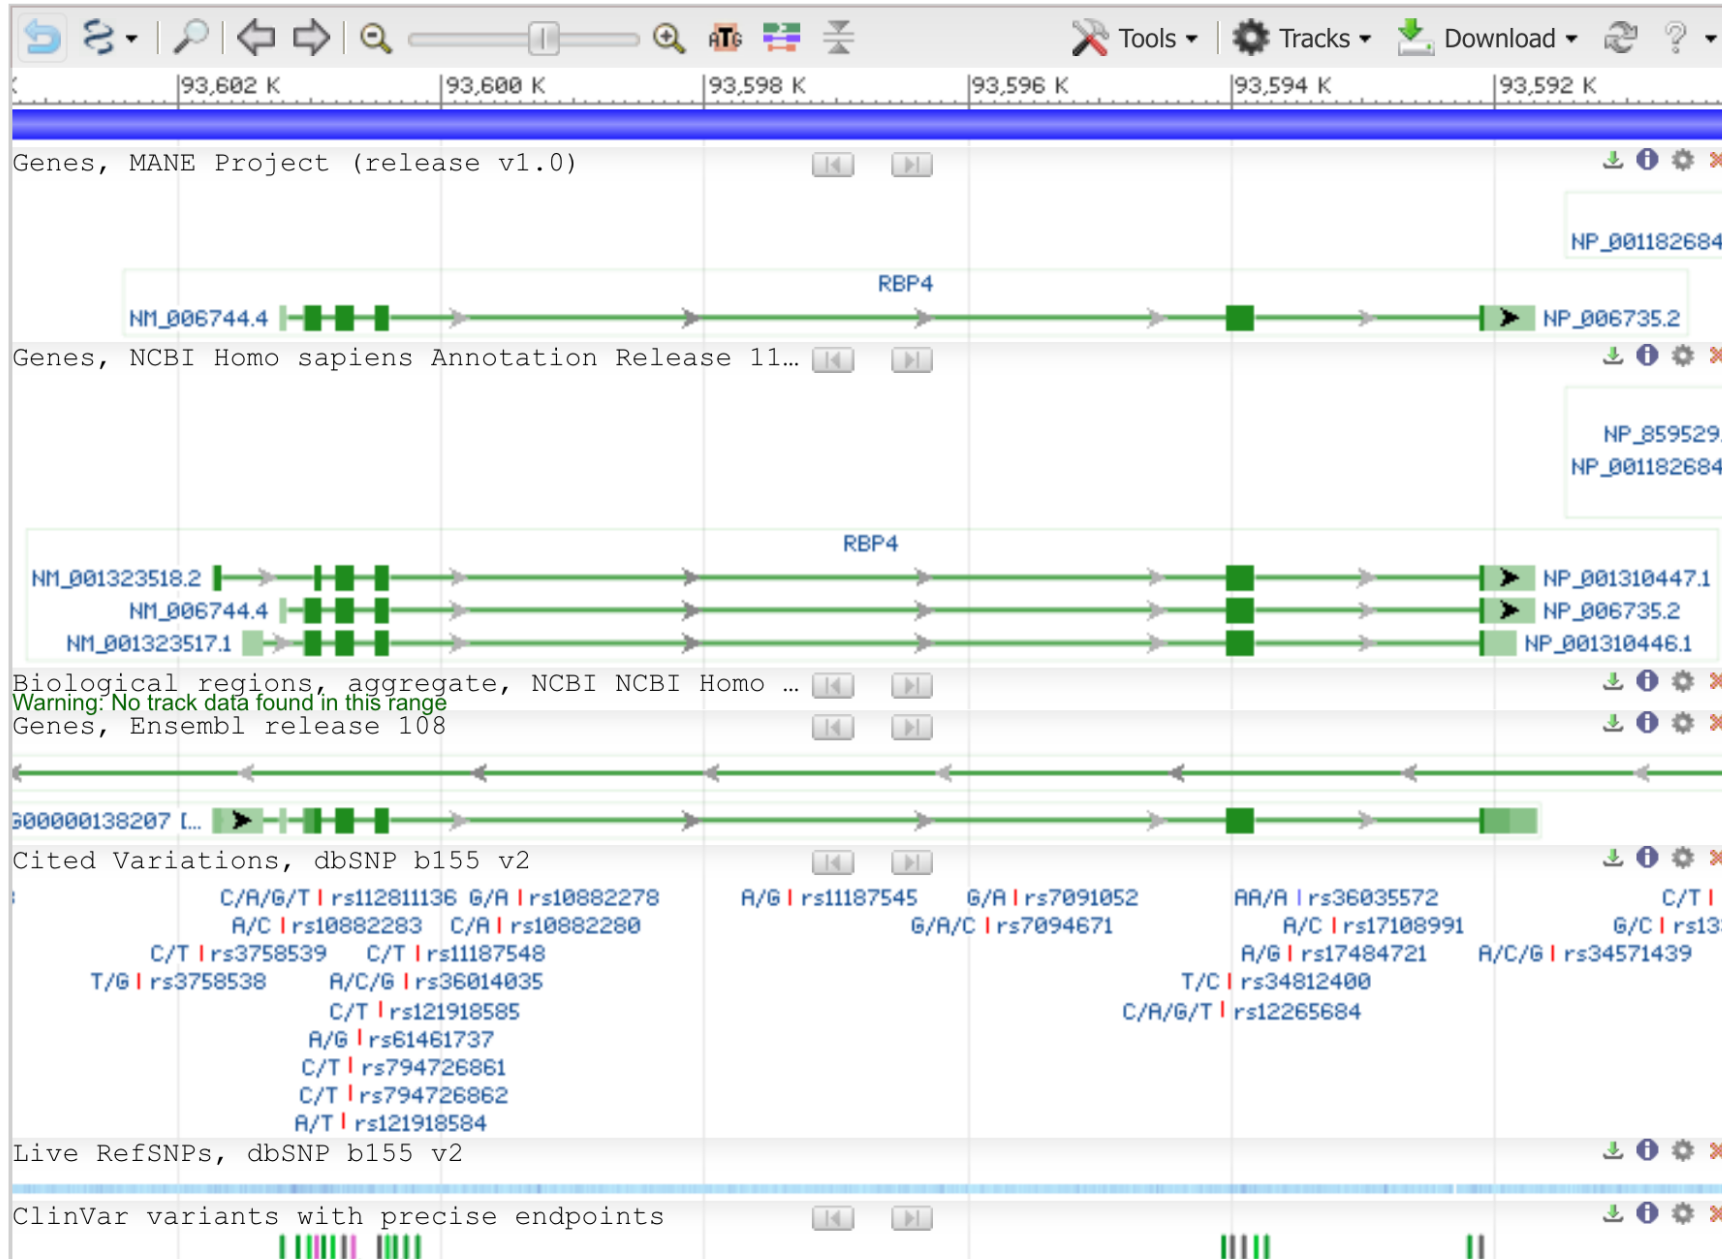 ATG Tools Tracks Download ?
93,602 K 93,600 K 93,598 K 93,596 K 93,594 K 93,592 K
Genes, MANE Project (release v1.0)
NP_001182684
RBP4
NM_006744.4 NP_006735.2
Genes, NCBI Homo sapiens Annotation Release 11…
NP_859529.
NP_001182684
RBP4
NM_001323518.2 NP_001310447.1
NM_006744.4 NP_006735.2
NM_001323517.1 NP_001310446.1
Biological regions, aggregate, NCBI NCBI Homo …
Warning: No track data found in this range
Genes, Ensembl release 108
G00000138207 [...
Cited Variations, dbSNP b155 v2
C/A/G/T rs112811136 G/A rs10882278 A/G rs11187545 G/A rs7091052 AA/A rs36035572 C/T
A/C rs10882283 C/A rs10882280 G/A/C rs7094671 A/C rs17108991 G/C rs13
C/T rs3758539 C/T rs11187548 A/G rs17484721 A/C/G rs34571439
T/G rs3758538 A/C/G rs36014035 T/C rs34812400
C/T rs121918585 C/A/G/T rs12265684
A/G rs61461737
C/T rs794726861
C/T rs794726862
A/T rs121918584
Live RefSNPs, dbSNP b155 v2
ClinVar variants with precise endpoints